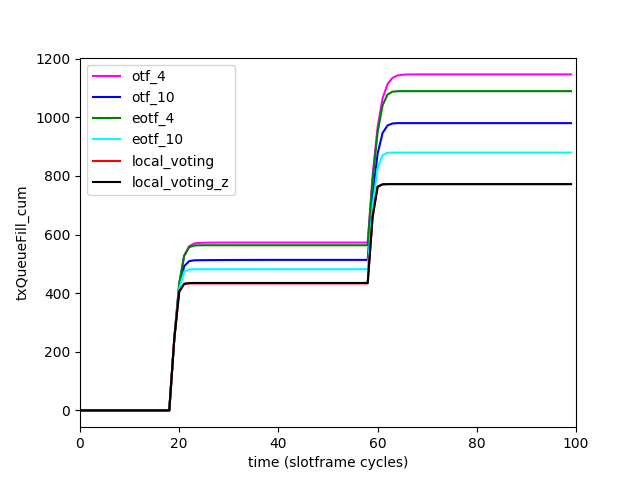 1200
1000
800
600
400
200
0
txQueueFill_cum
otf_4
otf_10
eotf_4
eotf_10
local_voting
local_voting_z
0 20 40 60 80 100
time (slotframe cycles)